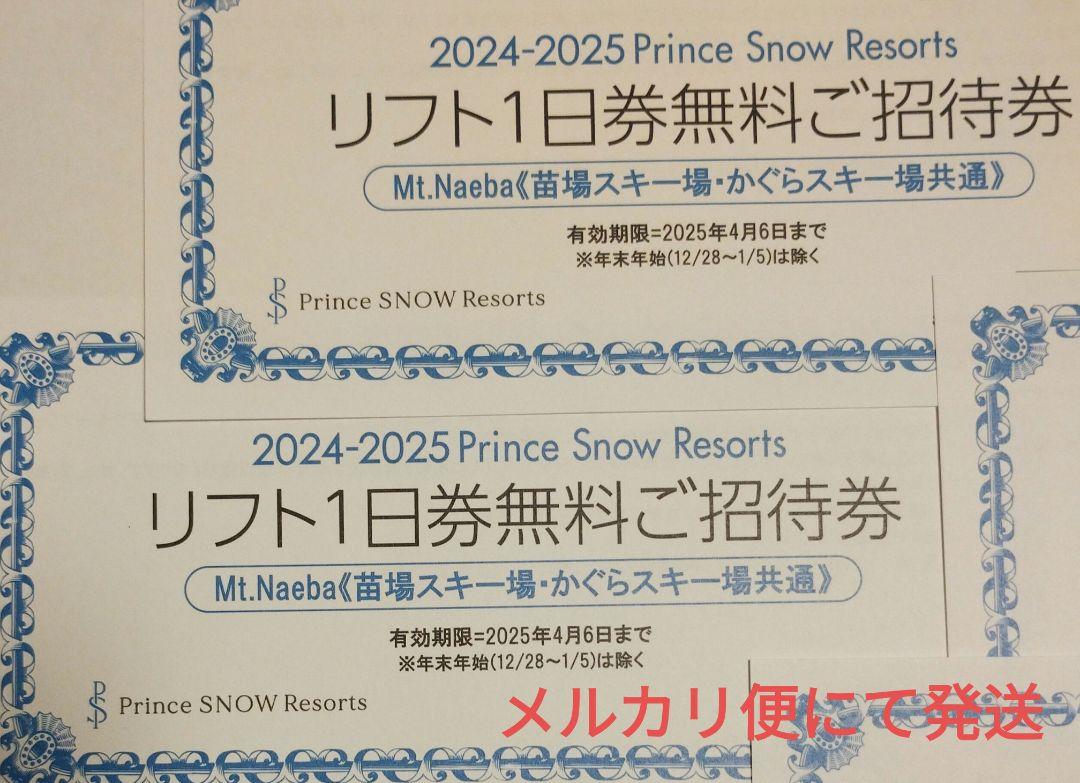 2024-2025 Prince Snow Resorts
リフト1日券無料ご招待券
Mt.Naeba《苗場スキー場・かぐらスキー場共通》
有効期限=2025年4月6日まで
※年末年始(12/28〜1/5)は除く
PS Prince SNOW Resorts
2024-2025 Prince Snow Resorts
リフト1日券無料ご招待券
Mt.Naeba《苗場スキー場・かぐらスキー場共通》
有効期限=2025年4月6日まで
※年末年始(12/28〜1/5)は除く
PS Prince SNOW Resorts
メルカリ便にて発送